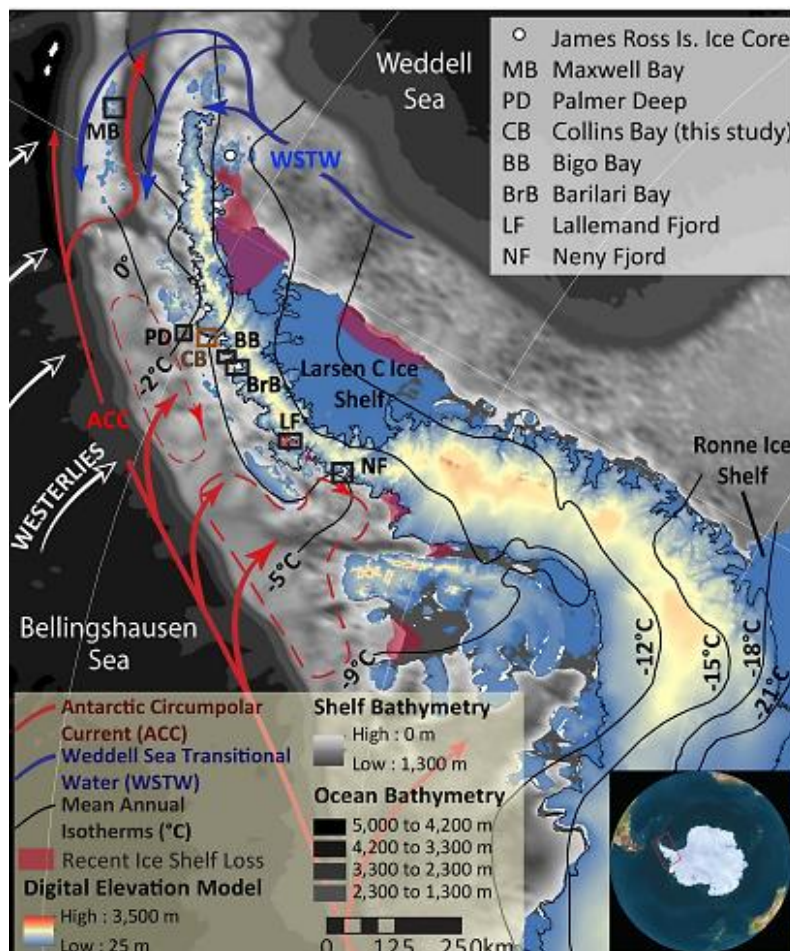 James Ross Is. Ice Core
MB Maxwell Bay
PD Palmer Deep
CB Collins Bay (this study)
BB Bigo Bay
BrB Barilari Bay
LF Lallemand Fjord
NF Neny Fjord
Weddell
Sea
MB
WSTW
0°
PD
CB
BB
BrB
-2°C
Larsen C Ice
Shelf
ACC
LF
NF
WESTERLIES
Ronne Ice
Shelf
-5°C
Bellingshausen
Sea
-9°C
-12°C
-15°C
-18°C
-21°C
Antarctic Circumpolar
Current (ACC)
Weddell Sea Transitional
Water (WSTW)
Mean Annual
Isotherms (°C)
Recent Ice Shelf Loss
Digital Elevation Model
High : 3,500 m
Low : 25 m
Shelf Bathymetry
High : 0 m
Low : 1,300 m
Ocean Bathymetry
5,000 to 4,200 m
4,200 to 3,300 m
3,300 to 2,300 m
2,300 to 1,300 m
0 125 250km